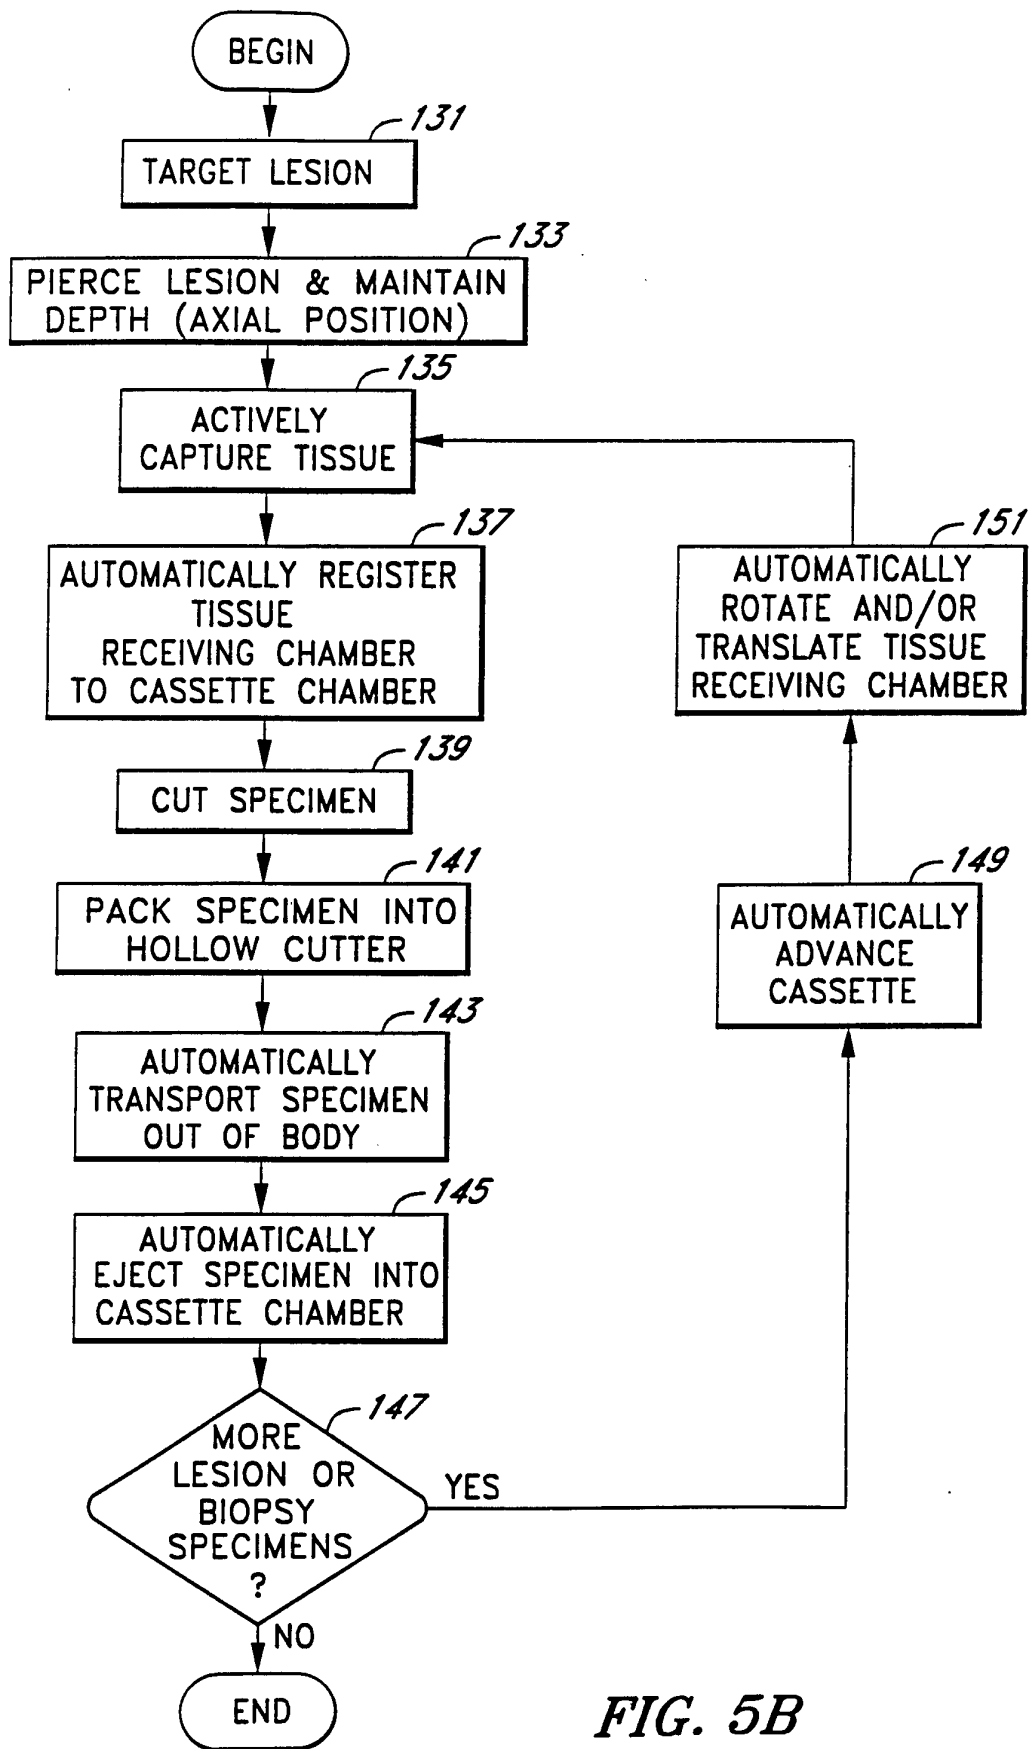 BEGIN
131
TARGET LESION
133
PIERCE LESION & MAINTAIN
DEPTH (AXIAL POSITION)
135
ACTIVELY
CAPTURE TISSUE
137
AUTOMATICALLY REGISTER
TISSUE
RECEIVING CHAMBER
TO CASSETTE CHAMBER
139
CUT SPECIMEN
141
PACK SPECIMEN INTO
HOLLOW CUTTER
143
AUTOMATICALLY
TRANSPORT SPECIMEN
OUT OF BODY
145
AUTOMATICALLY
EJECT SPECIMEN INTO
CASSETTE CHAMBER
147
MORE
LESION OR
BIOPSY
SPECIMENS
?
YES
149
AUTOMATICALLY
ADVANCE
CASSETTE
151
AUTOMATICALLY
ROTATE AND/OR
TRANSLATE TISSUE
RECEIVING CHAMBER
NO
END
FIG. 5B